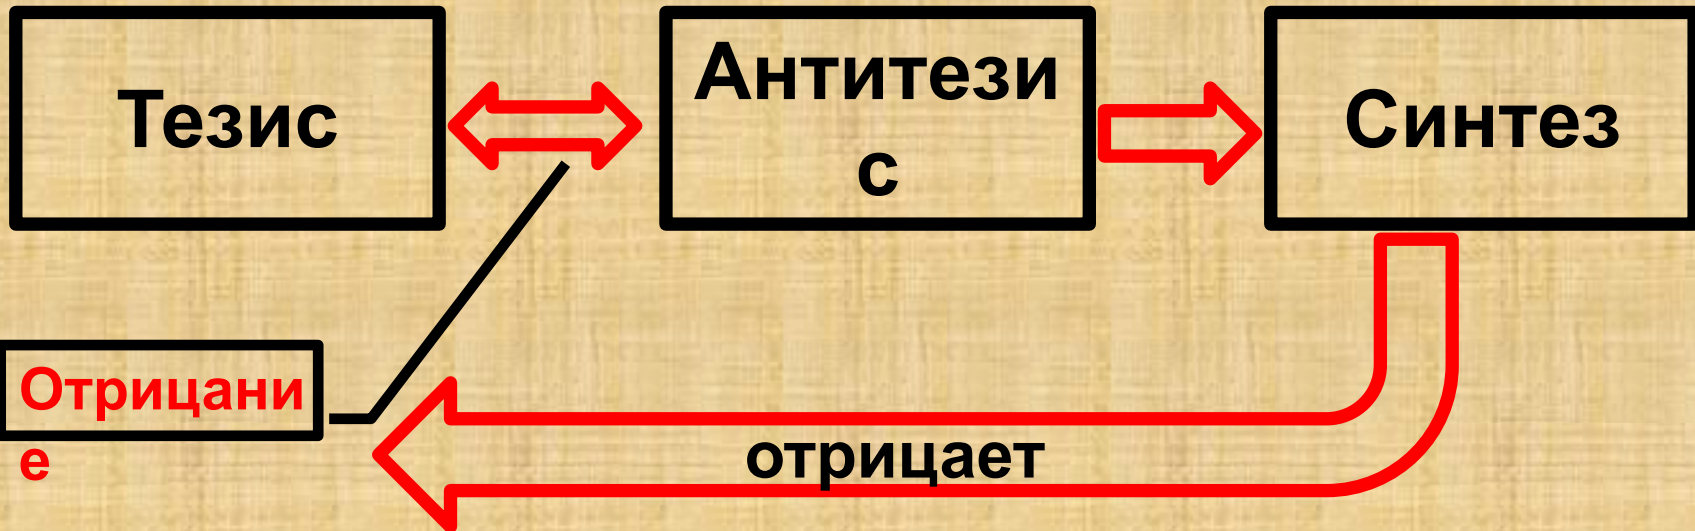 Тезис
Антитези
с
Синтез
Отрицани
е
отрицает